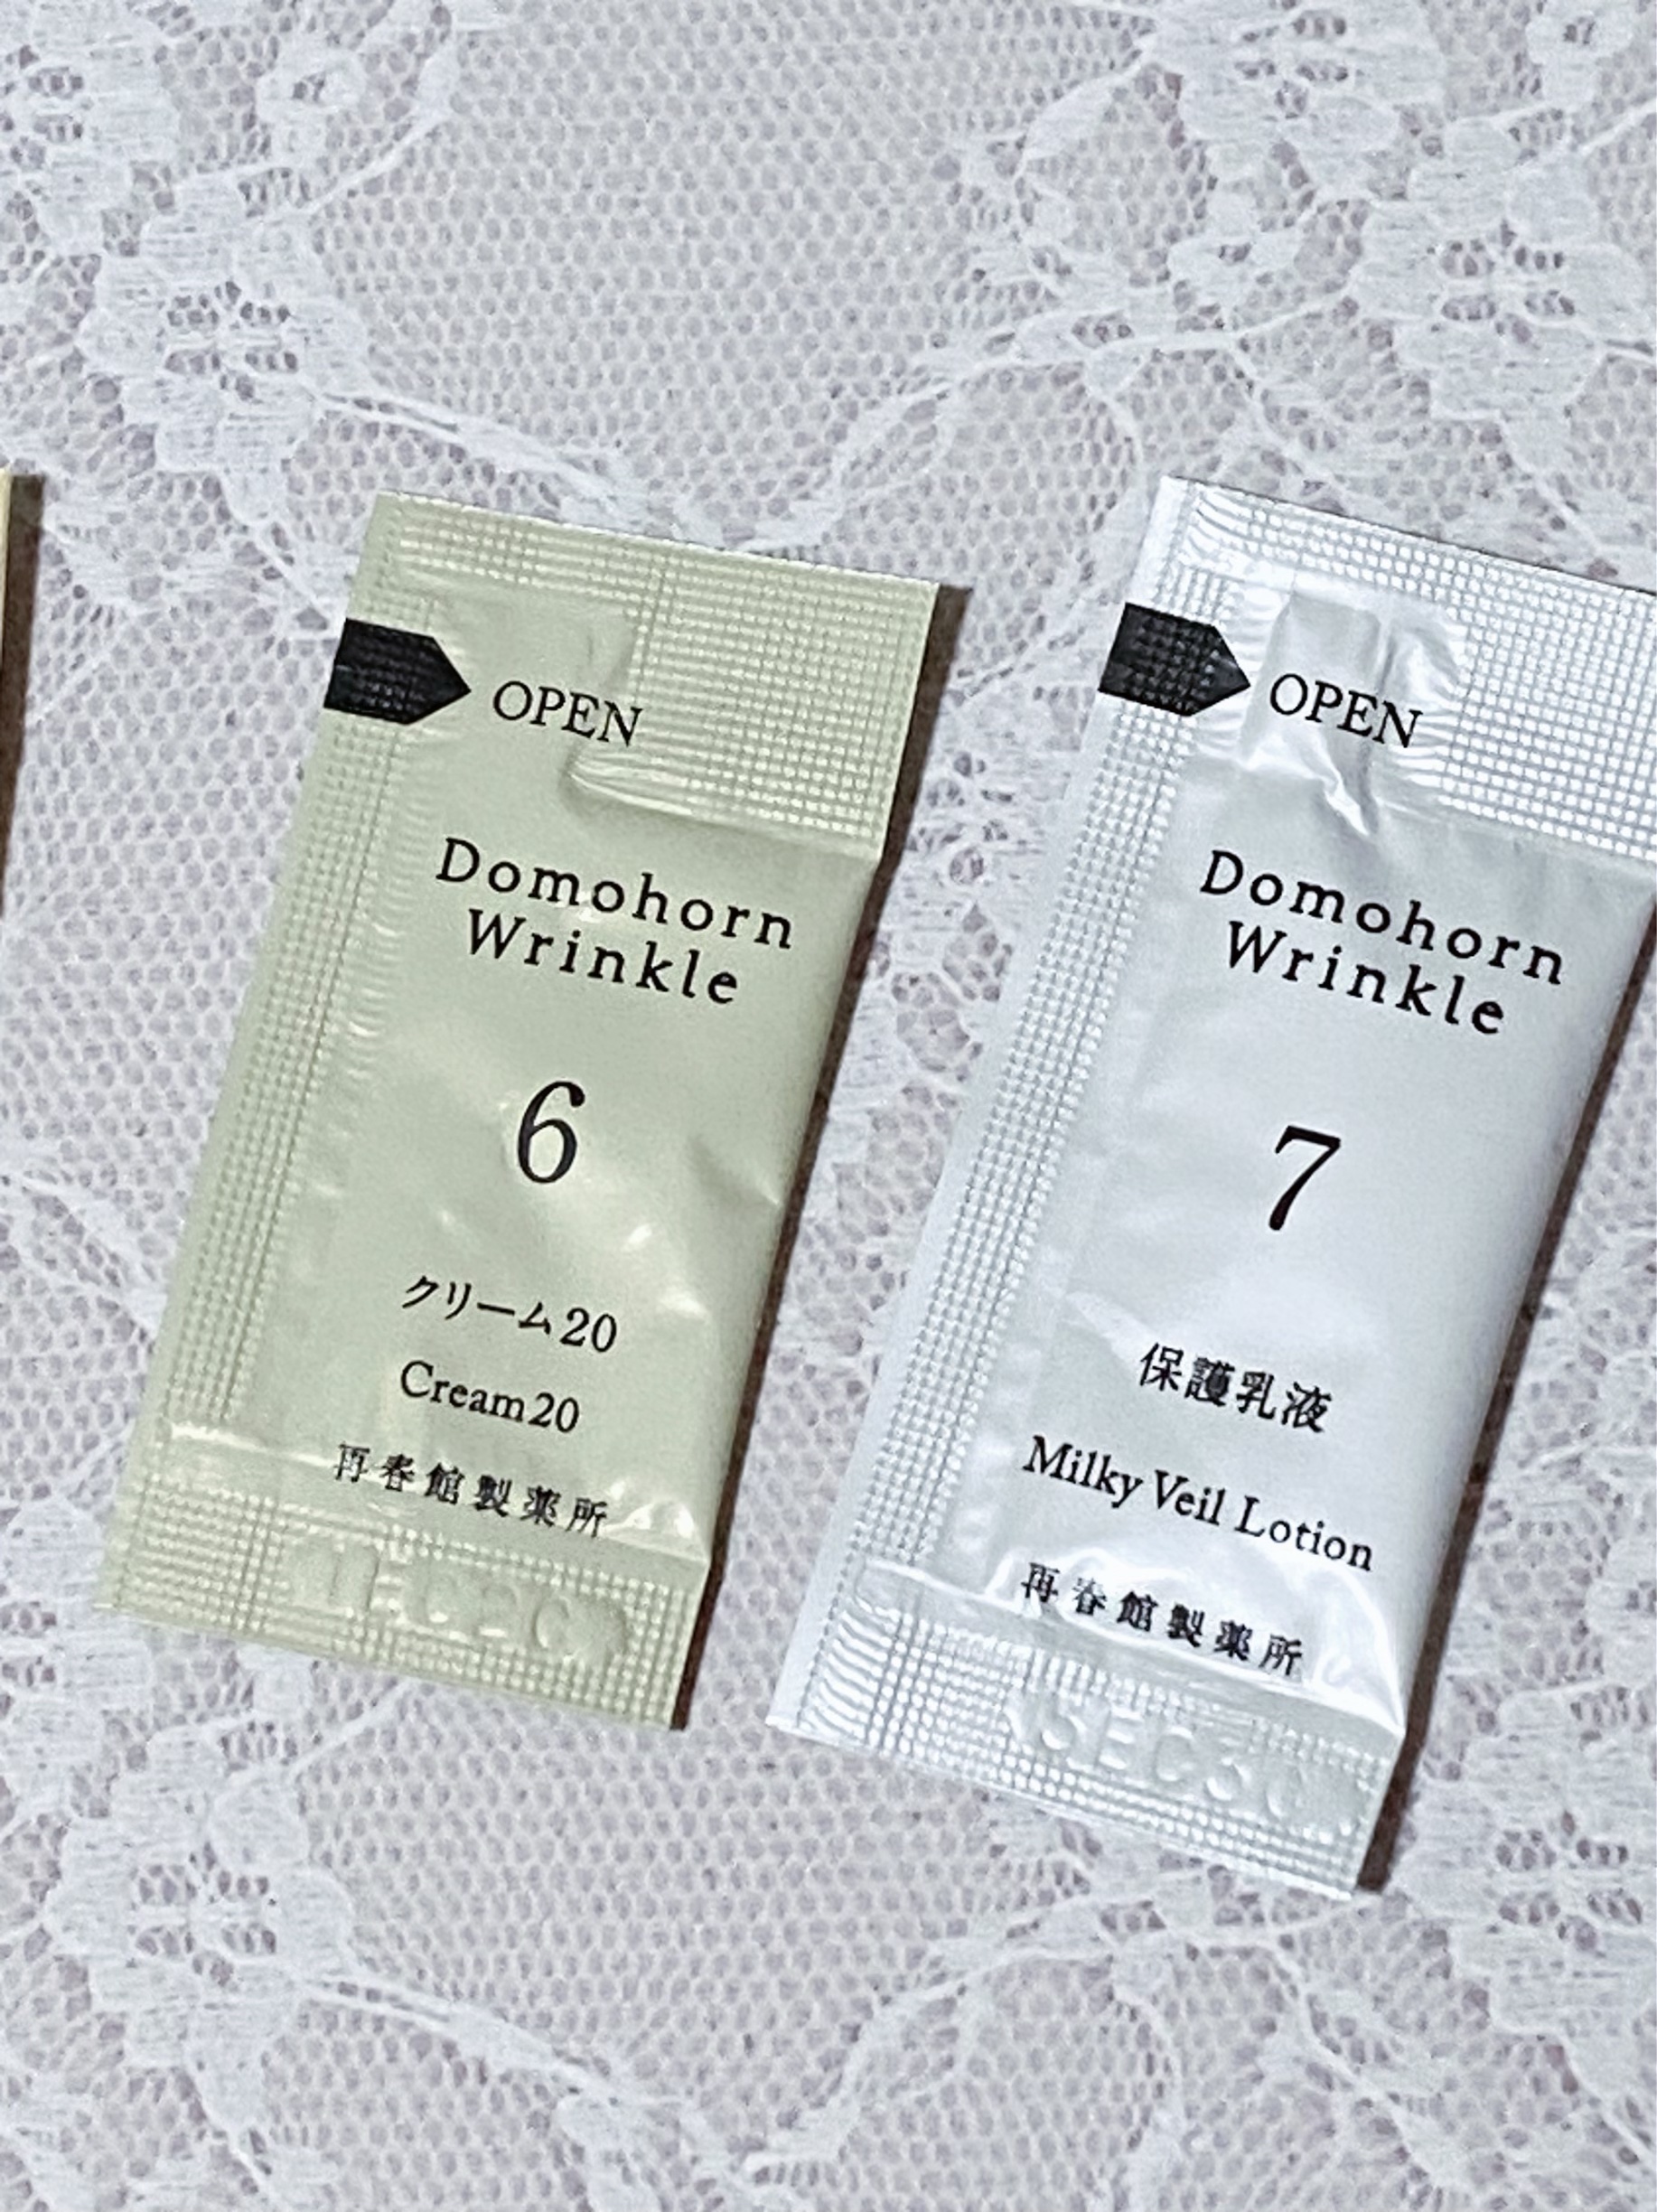 OPEN
Domohorn
Wrinkle
6
クリーム20
Cream20
再春館製薬所
OPEN
Domohorn
Wrinkle
7
保護乳液
Milky Veil Lotion
再春館製薬所